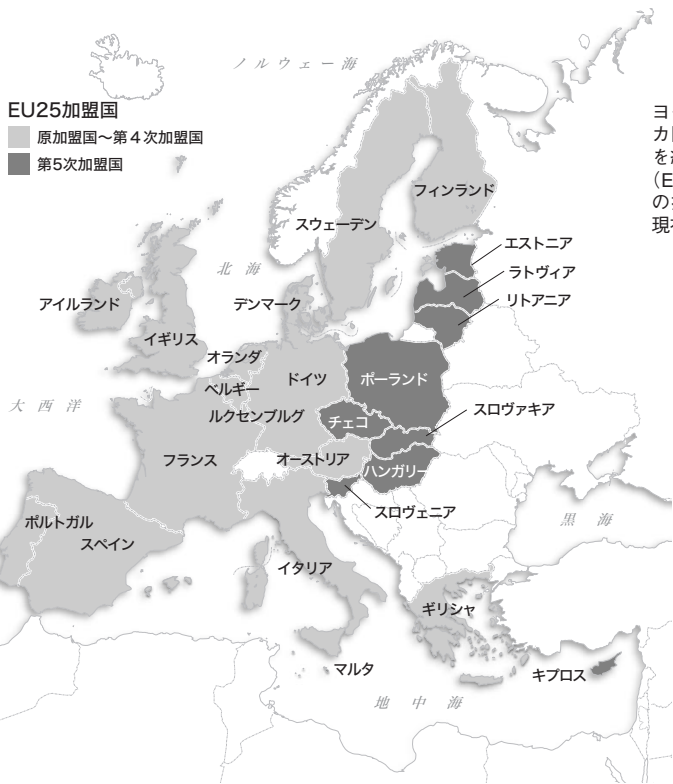 ノルウェー海
EU25加盟国
原加盟国〜第４次加盟国
第5次加盟国
フィンランド
スウェーデン
エストニア
北海
ラトヴィア
アイルランド
デンマーク
リトアニア
イギリス
オランダ
ドイツ
ポーランド
ベルギー
大西洋
ルクセンブルグ
チェコ
スロヴァキア
フランス
オーストリア
ハンガリー
スロヴェニア
ポルトガル
黒海
スペイン
イタリア
ギリシャ
マルタ
キプロス
地中海
ヨ
カ
を
（E
の
現